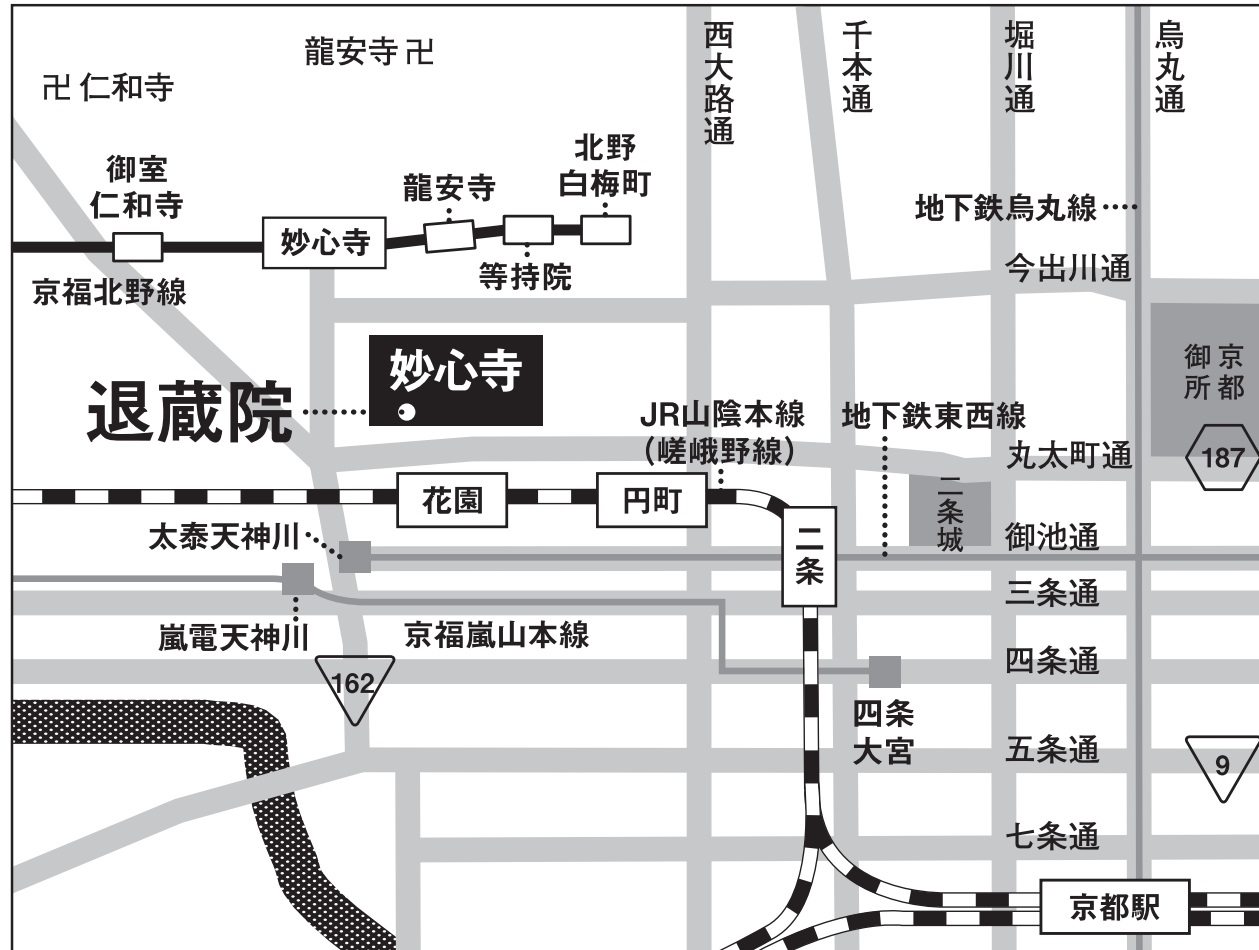 龍安寺 卍
卍 仁和寺
西大路通
千本通
堀川通
烏丸通
北野
白梅町
御室
仁和寺
龍安寺
妙心寺
等持院
京福北野線
地下鉄烏丸線
今出川通
京都
御所
妙心寺
退蔵院
JR山陰本線
(嵯峨野線)
地下鉄東西線
丸太町通
187
花園
円町
二条
二条城
御池通
太泰天神川
三条通
嵐電天神川
京福嵐山本線
四条通
162
四条
大宮
五条通
9
七条通
京都駅